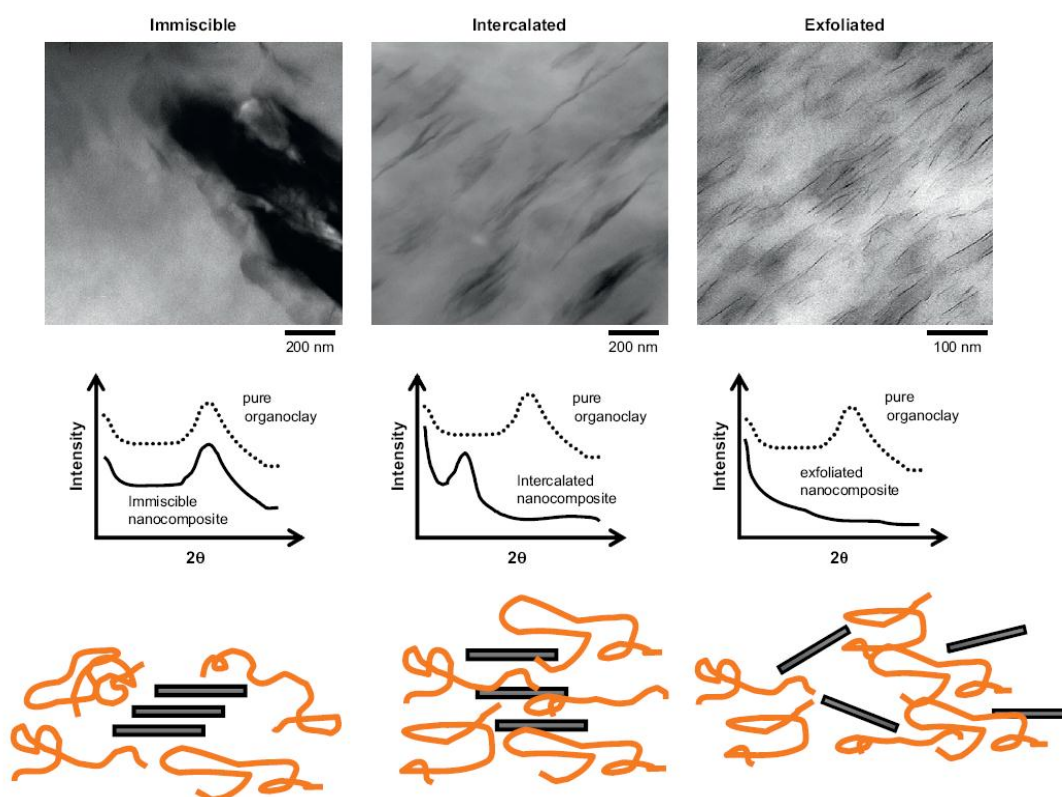 Immiscible
Intercalated
Exfoliated
200 nm
200 nm
100 nm
Intensity
pure
organoclay
Immiscible
nanocomposite
2θ
Intensity
pure
organoclay
Intercalated
nanocomposite
2θ
Intensity
pure
organoclay
exfoliated
nanocomposite
2θ